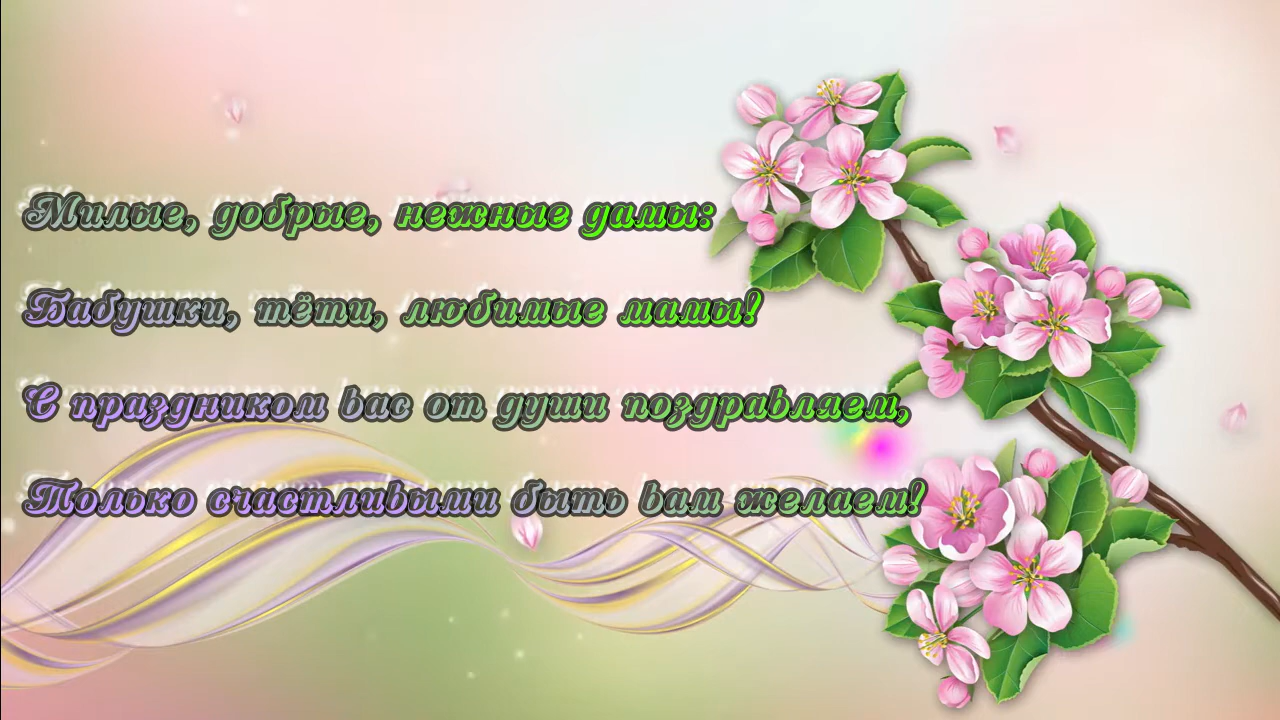 Милые, добрые, нежные дамы:
Бабушки, тёти, любимые мамы!
С праздником вас от души поздравляем,
Только счастливыми быть вам желаем!